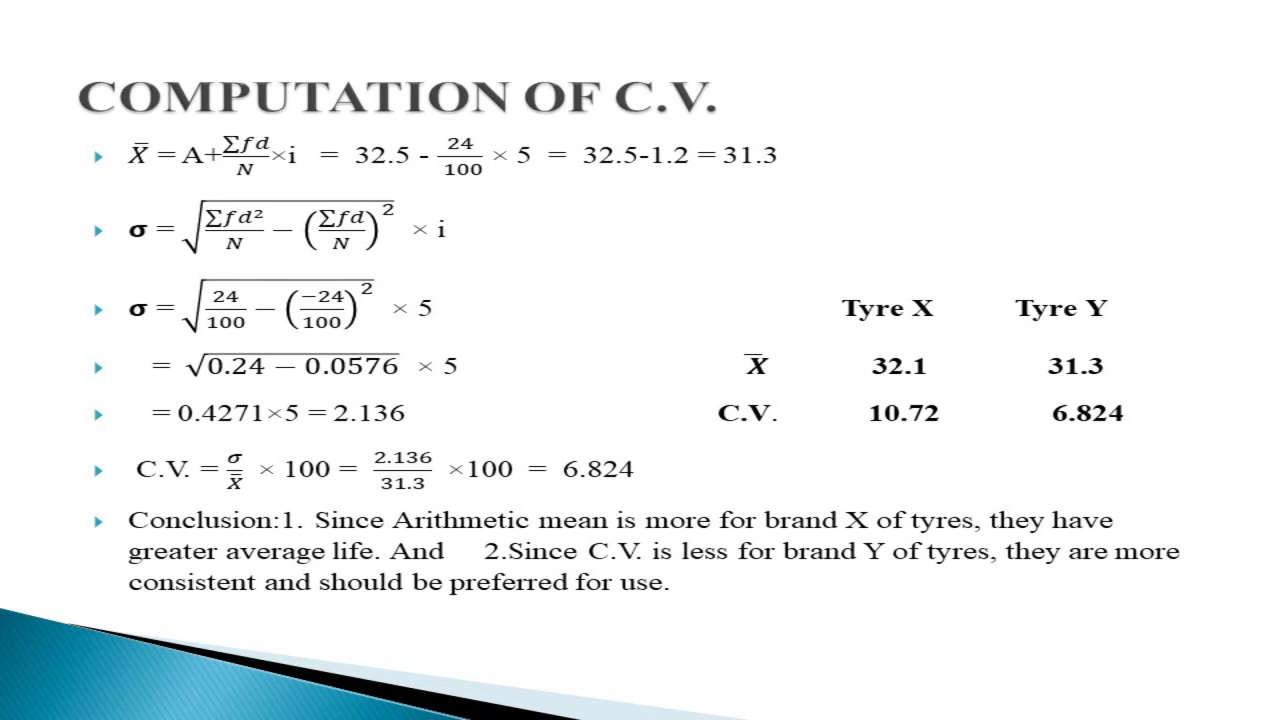 COMPUTATION OF C.V.
X̄ = A+∑fd/N×i = 32.5 - 24/100 × 5 = 32.5-1.2 = 31.3
σ = √(∑fd²/N − (∑fd/N)²) × i
σ = √(24/100 − (−24/100)²) × 5
Tyre X Tyre Y
= √(0.24 − 0.0576) × 5
X̄ 32.1 31.3
= 0.4271×5 = 2.136
C.V. 10.72 6.824
C.V. = σ/X̄ × 100 = 2.136/31.3 ×100 = 6.824
Conclusion:1. Since Arithmetic mean is more for brand X of tyres, they have
greater average life. And 2.Since C.V. is less for brand Y of tyres, they are more
consistent and should be preferred for use.